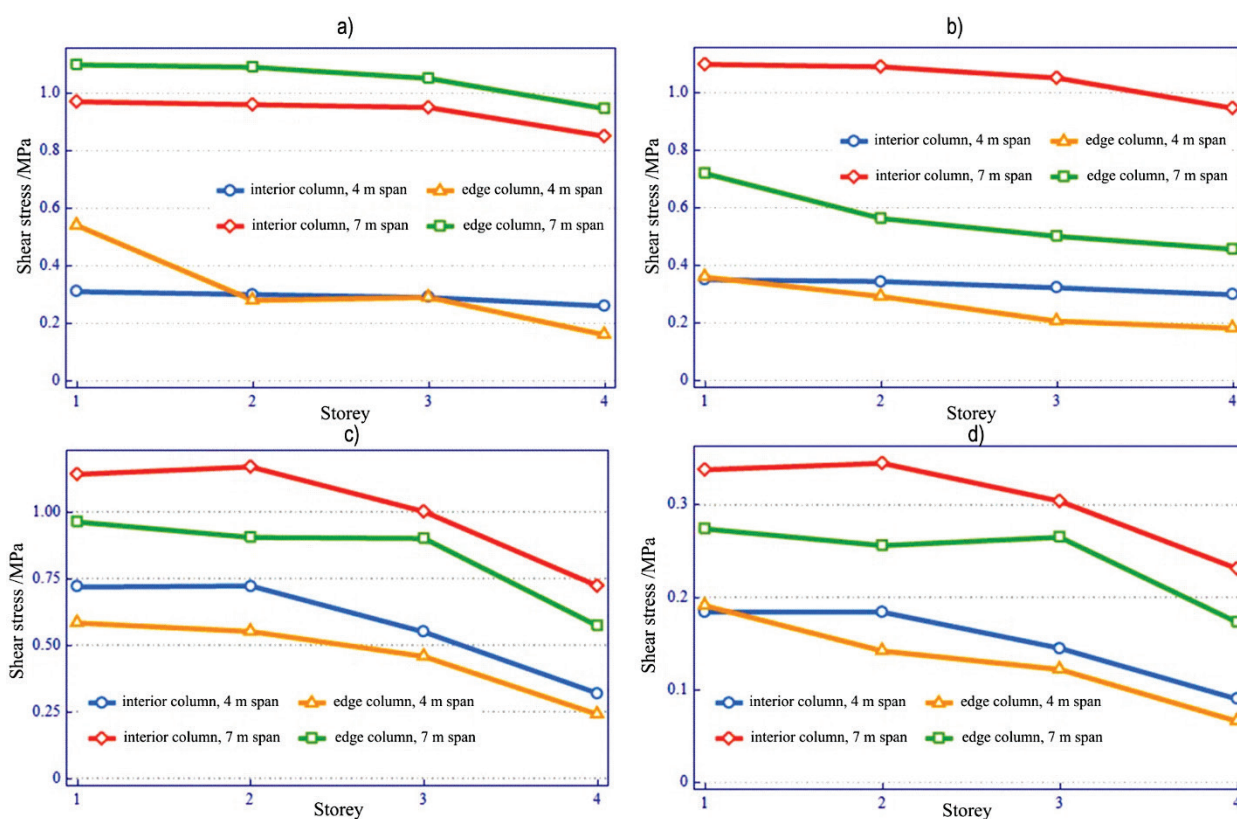 a)
Shear stress /MPa
1.0
0.8
0.6
0.4
0.2
0
interior column, 4 m span
edge column, 4 m span
interior column, 7 m span
edge column, 7 m span
1 2 3 4
Storey
b)
Shear stress /MPa
1.0
0.8
0.6
0.4
0.2
0
interior column, 4 m span
edge column, 4 m span
interior column, 7 m span
edge column, 7 m span
1 2 3 4
Storey
c)
Shear stress /MPa
1.00
0.75
0.50
0.25
0
interior column, 4 m span
edge column, 4 m span
interior column, 7 m span
edge column, 7 m span
1 2 3 4
Storey
d)
Shear stress /MPa
0.3
0.2
0.1
0
interior column, 4 m span
edge column, 4 m span
interior column, 7 m span
edge column, 7 m span
1 2 3 4
Storey